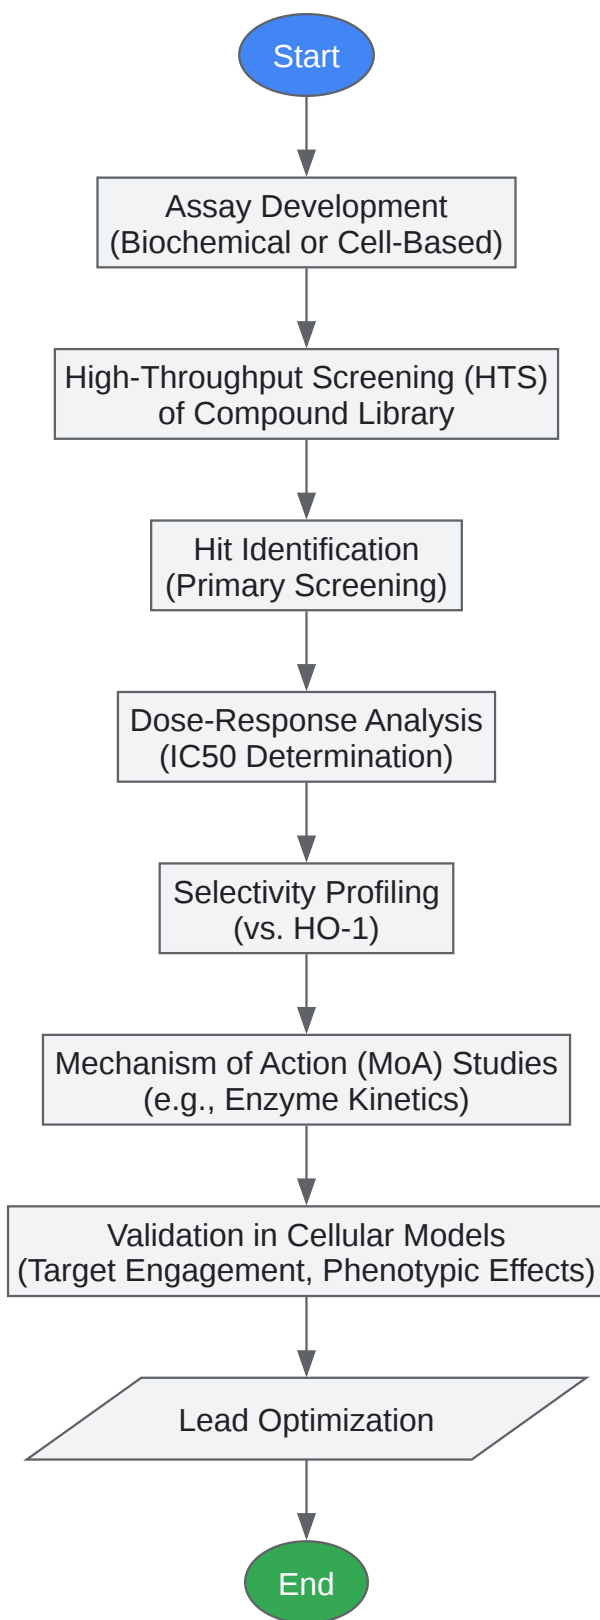 Start
Assay Development
(Biochemical or Cell-Based)
High-Throughput Screening (HTS)
of Compound Library
Hit Identification
(Primary Screening)
Dose-Response Analysis
(IC50 Determination)
Selectivity Profiling
(vs. HO-1)
Mechanism of Action (MoA) Studies
(e.g., Enzyme Kinetics)
Validation in Cellular Models
(Target Engagement, Phenotypic Effects)
Lead Optimization
End